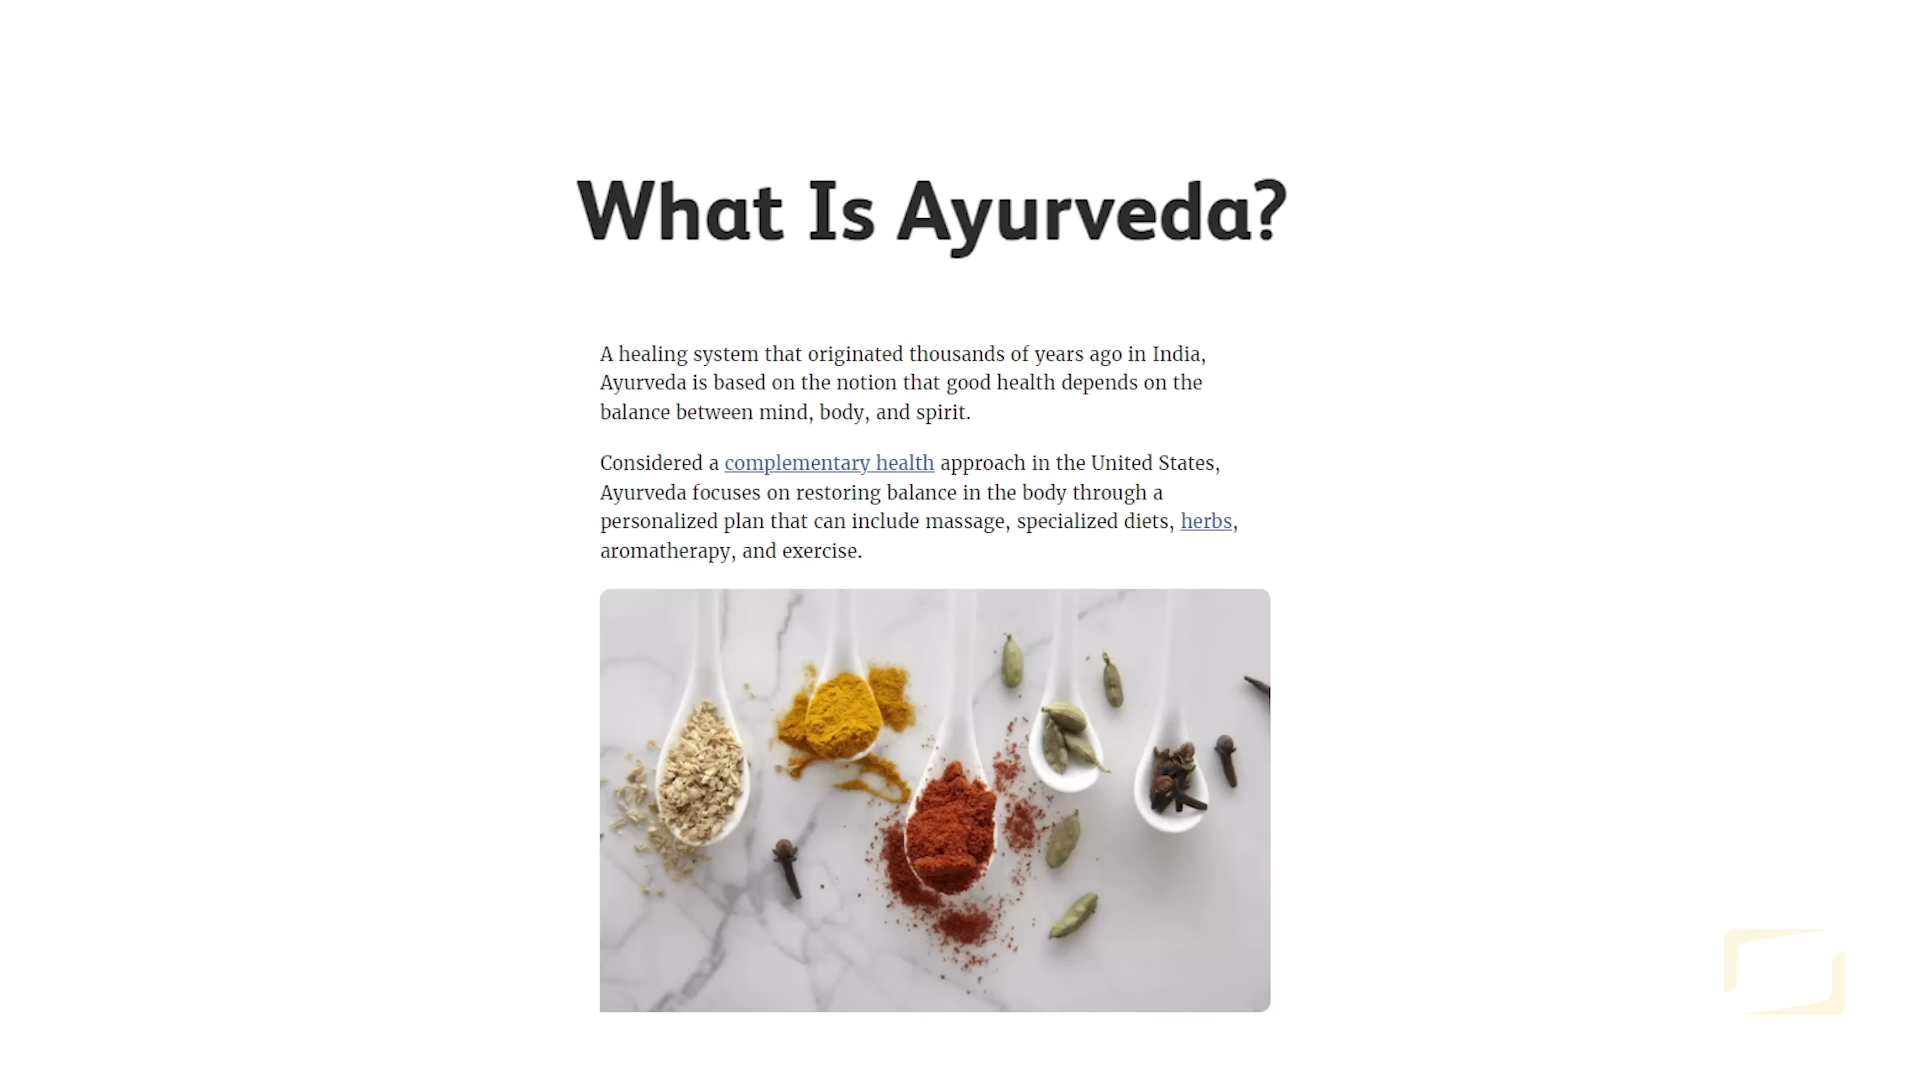 What Is Ayurveda?
A healing system that originated thousands of years ago in India,
Ayurveda is based on the notion that good health depends on the
balance between mind, body, and spirit.
Considered a complementary health approach in the United States,
Ayurveda focuses on restoring balance in the body through a
personalized plan that can include massage, specialized diets, herbs,
aromatherapy, and exercise.